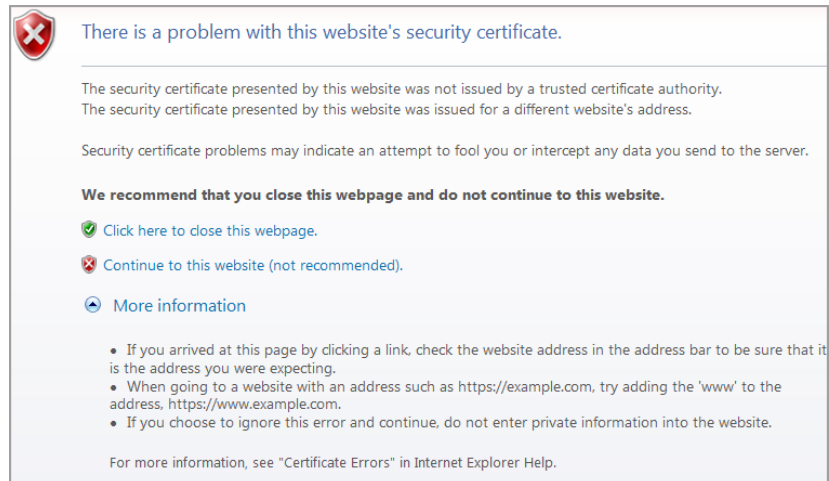 There is a problem with this website's security certificate.
The security certificate presented by this website was not issued by a trusted certificate authority.
The security certificate presented by this website was issued for a different website's address.
Security certificate problems may indicate an attempt to fool you or intercept any data you send to the server.
We recommend that you close this webpage and do not continue to this website.
Click here to close this webpage.
Continue to this website (not recommended).
More information
• If you arrived at this page by clicking a link, check the website address in the address bar to be sure that it
is the address you were expecting.
• When going to a website with an address such as https://example.com, try adding the 'www' to the
address, https://www.example.com.
• If you choose to ignore this error and continue, do not enter private information into the website.
For more information, see "Certificate Errors" in Internet Explorer Help.